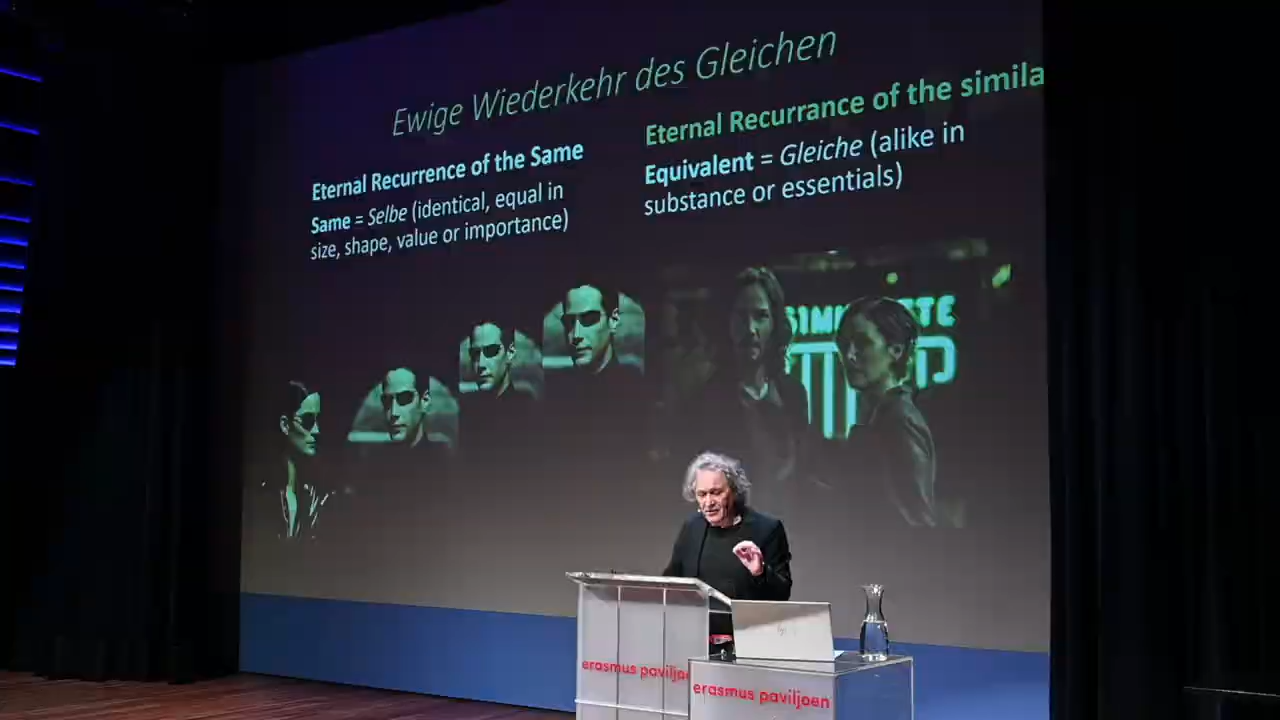 Ewige Wiederkehr des Gleichen
Eternal Recurrence of the Same
Same = Selbe (identical, equal in
size, shape, value or importance)
Eternal Recurrance of the simila
Equivalent = Gleiche (alike in
substance or essentials)
erasmus paviljo
erasmus paviljoen